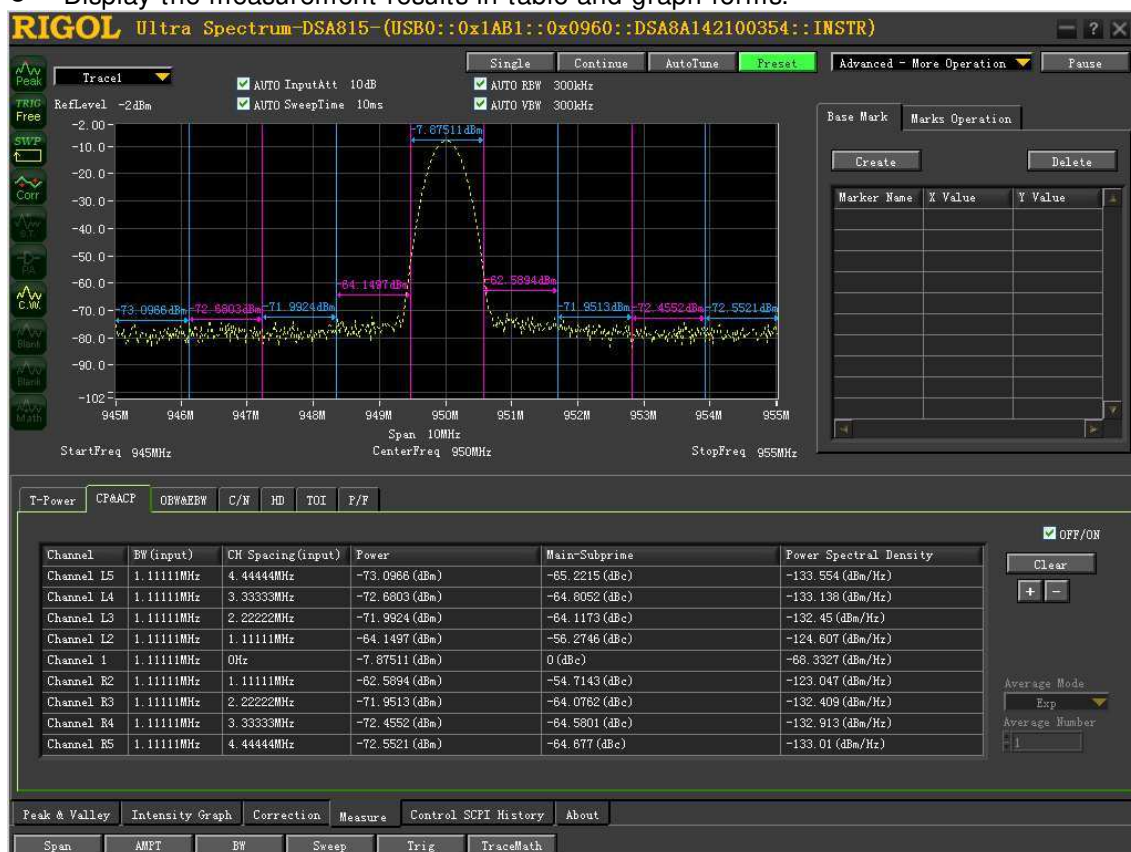 Display the measurement results in table and graph forms.
RIGOL Ultra Spectrum-DSA815-(USB0::0x1AB1::0x0960::DSA8A142100354::INSTR)
Single Continue AutoTune Preset Advanced - More Operation Pause
Peak Trace1 AUTO InputAtt 10dB AUTO RBW 300kHz
TRIG Free RefLevel -2dBm AUTO SweepTime 10ms AUTO VBW 300kHz
Base Mark Marks Operation
Create Delete
Marker Name X Value Y Value
SWP
Corr
S.T.
PA
C.W.
Blank
Blank
Math
-2.00
-10.0
-20.0
-30.0
-40.0
-50.0
-60.0
-70.0
-80.0
-90.0
-102
-7.87511dBm
-64.1497dBm -62.5894dBm
-73.0966dBm -72.6803dBm -71.9924dBm -71.9513dBm -72.4552dBm -72.5521dBm
945M 946M 947M 948M 949M 950M 951M 952M 953M 954M 955M
Span 10MHz
StartFreq 945MHz CenterFreq 950MHz StopFreq 955MHz
T-Power CP&ACP OBW&EBW C/N HD TOI P/F
OFF/ON
Clear
+ -
Average Mode
Exp
Average Number
1
Channel BW(input) CH Spacing(input) Power Main-Subprime Power Spectral Density
Channel L5 1.11111MHz 4.44444MHz -73.0966(dBm) -65.2215(dBc) -133.554(dBm/Hz)
Channel L4 1.11111MHz 3.33333MHz -72.6803(dBm) -64.8052(dBc) -133.138(dBm/Hz)
Channel L3 1.11111MHz 2.22222MHz -71.9924(dBm) -64.1173(dBc) -132.45(dBm/Hz)
Channel L2 1.11111MHz 1.11111MHz -64.1497(dBm) -56.2746(dBc) -124.607(dBm/Hz)
Channel 1 1.11111MHz 0Hz -7.87511(dBm) 0(dBc) -68.3327(dBm/Hz)
Channel R2 1.11111MHz 1.11111MHz -62.5894(dBm) -54.7143(dBc) -123.047(dBm/Hz)
Channel R3 1.11111MHz 2.22222MHz -71.9513(dBm) -64.0762(dBc) -132.409(dBm/Hz)
Channel R4 1.11111MHz 3.33333MHz -72.4552(dBm) -64.5801(dBc) -132.913(dBm/Hz)
Channel R5 1.11111MHz 4.44444MHz -72.5521(dBm) -64.677(dBc) -133.01(dBm/Hz)
Peak & Valley Intensity Graph Correction Measure Control SCPI History About
Span AMPT BW Sweep Trig TraceMath